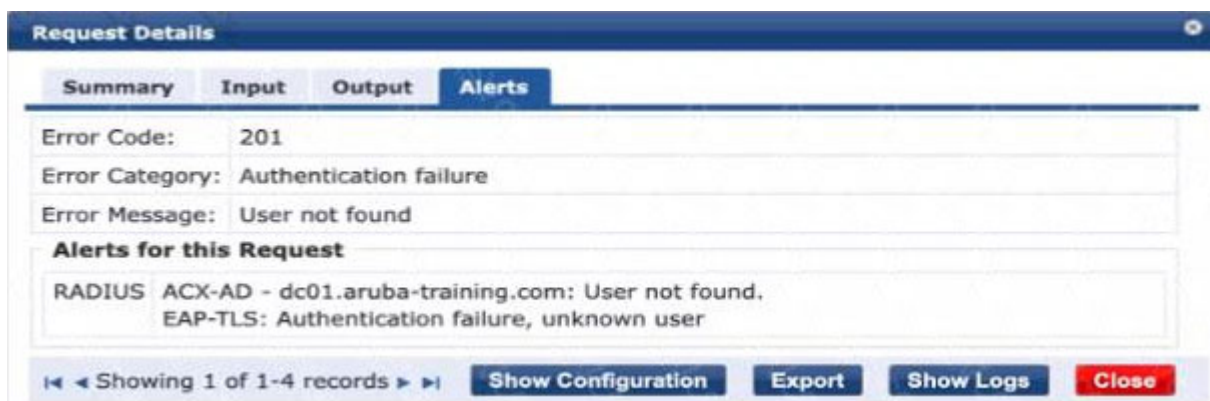 Request Details
Summary Input Output Alerts
Error Code: 201
Error Category: Authentication failure
Error Message: User not found
Alerts for this Request
RADIUS ACX-AD - dc01.aruba-training.com: User not found.
EAP-TLS: Authentication failure, unknown user
Showing 1 of 1-4 records Show Configuration Export Show Logs Close